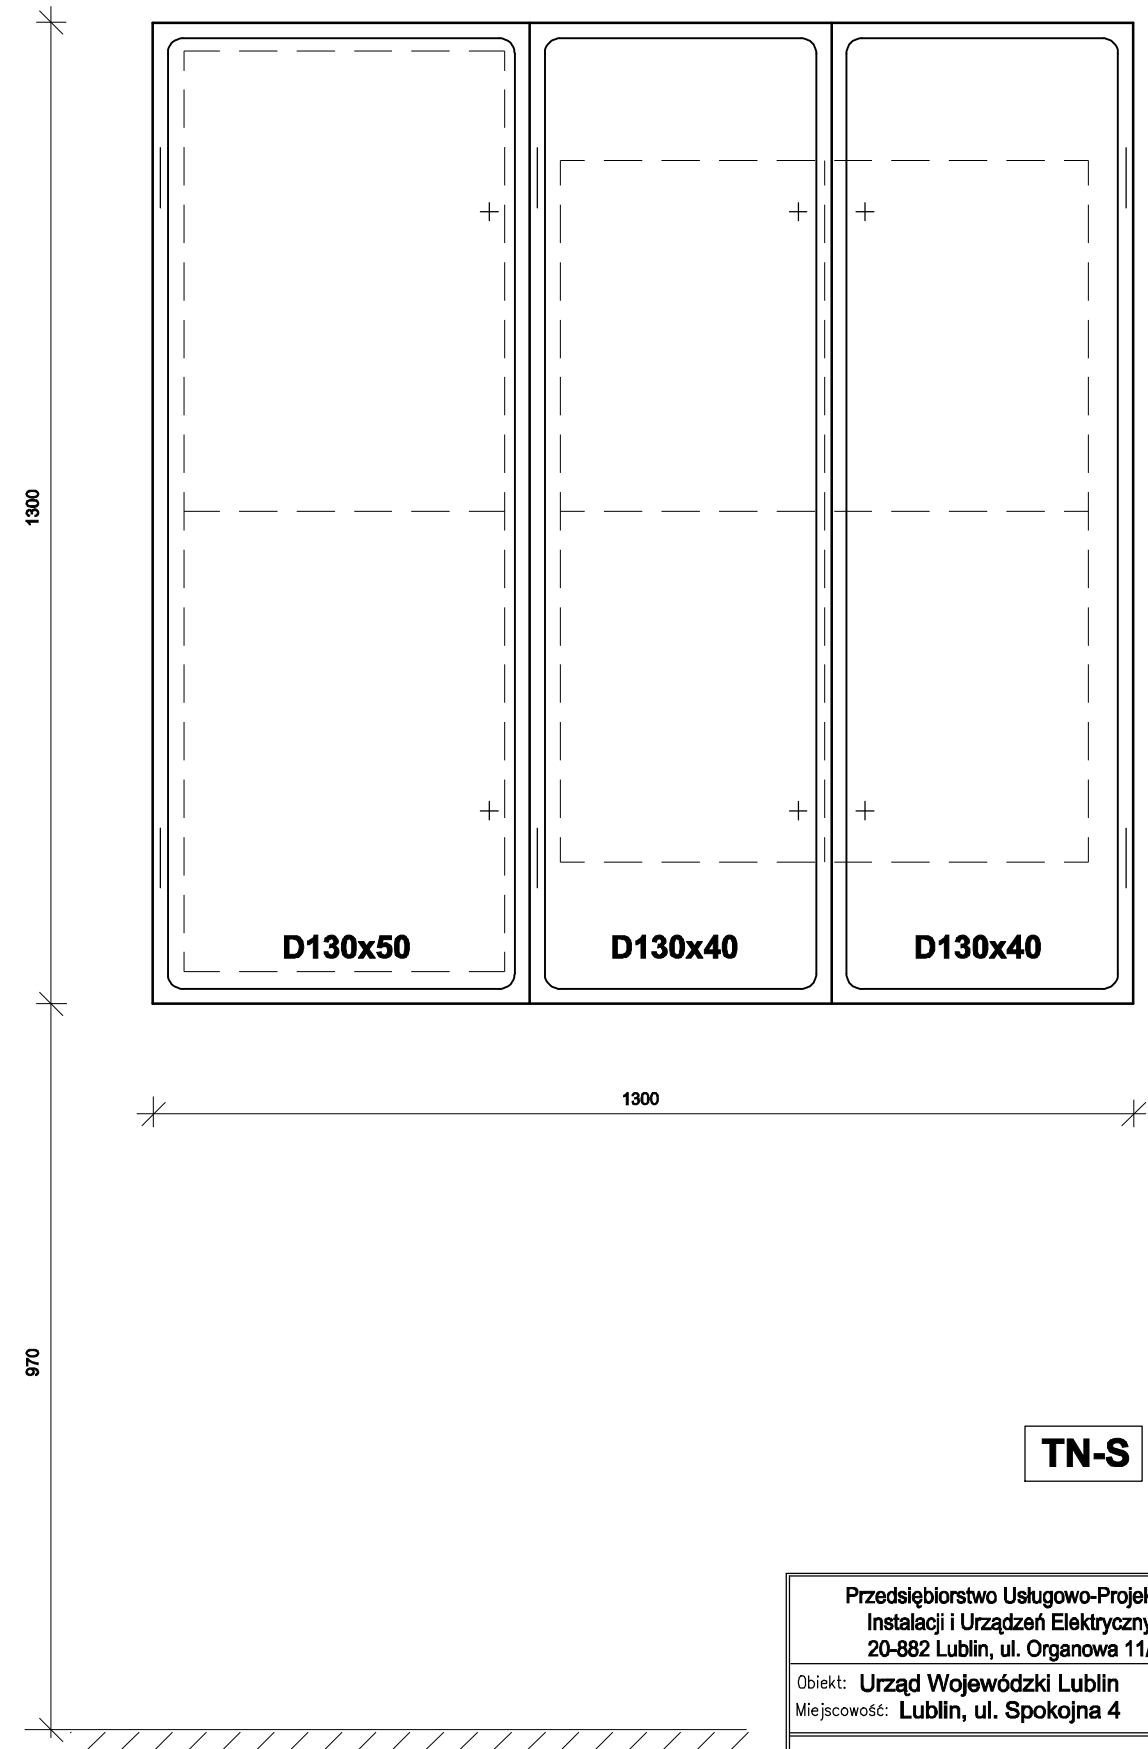 1300
D130x50
D130x40
D130x40
1300
970
TN-S
Przedsiębiorstwo Usługowo-Projek
Instalacji i Urządzeń Elektryczny
20-882 Lublin, ul. Organowa 11/
Obiekt: Urząd Wojewódzki Lublin
Miejscowość: Lublin, ul. Spokojna 4